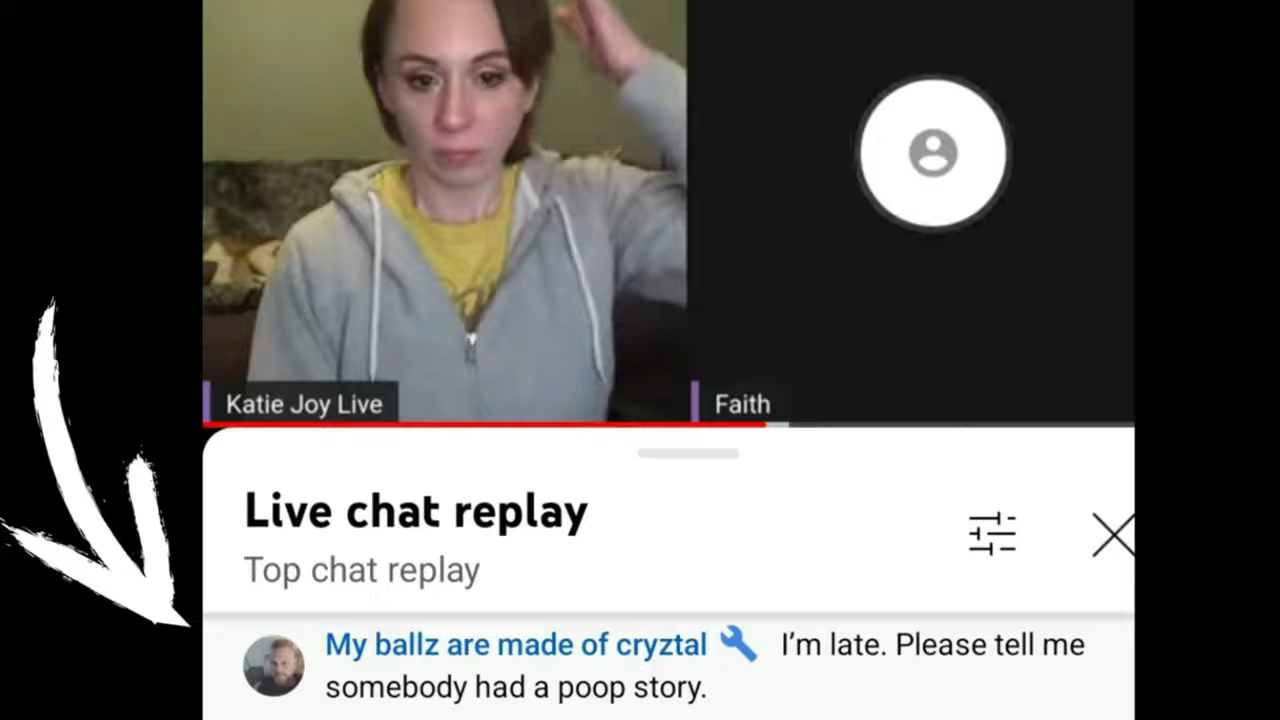 Katie Joy Live
Faith
Live chat replay
Top chat replay
My ballz are made of cryztal I’m late. Please tell me
somebody had a poop story.